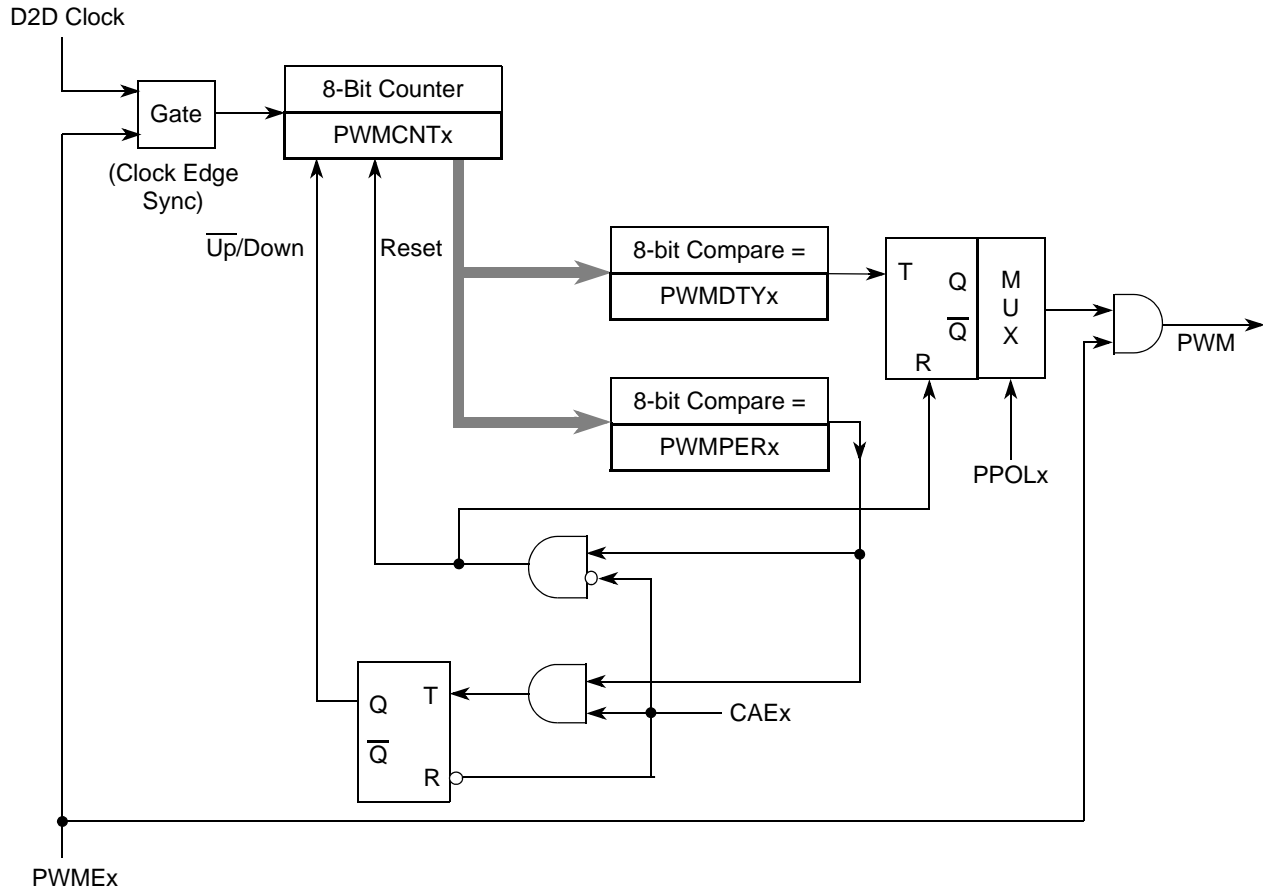 D2D Clock
Gate
(Clock Edge
Sync)
8-Bit Counter
PWMCNTx
U̅p̅/Down
Reset
8-bit Compare =
PWMDTYx
T
Q
Q̅
R
M
U
X
PWM
8-bit Compare =
PWMPERx
PPOLx
Q
T
Q̅
R
CAEx
PWMEx